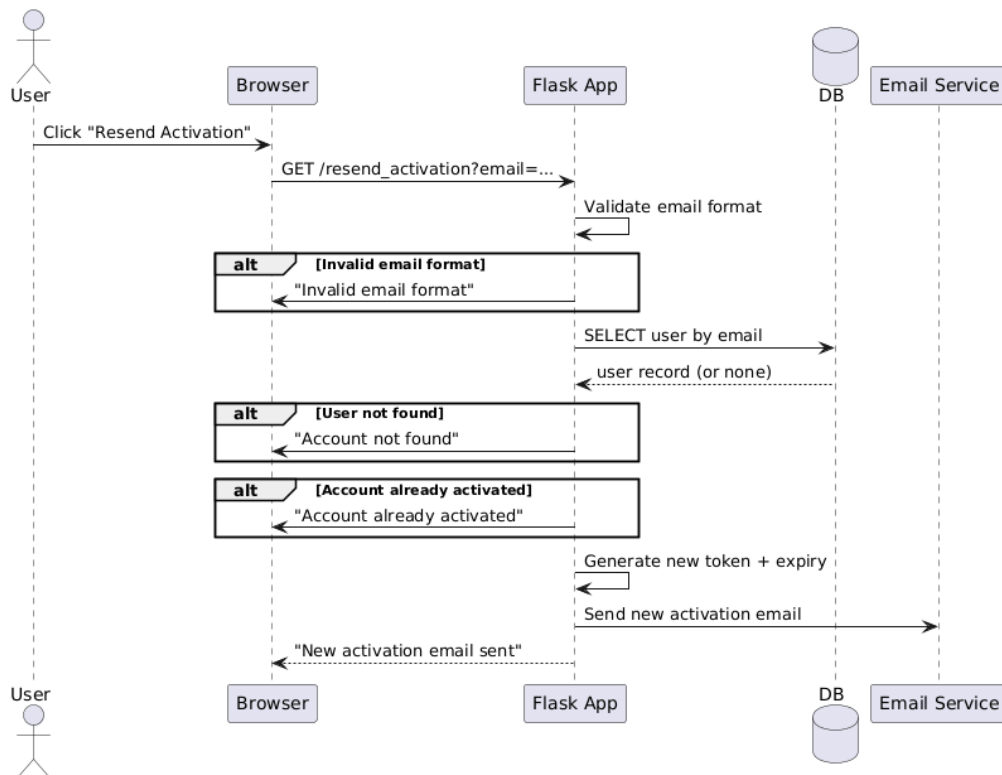 User
Browser
Flask App
DB
Email Service
Click "Resend Activation"
GET /resend_activation?email=...
Validate email format
alt [Invalid email format]
"Invalid email format"
SELECT user by email
user record (or none)
alt [User not found]
"Account not found"
alt [Account already activated]
"Account already activated"
Generate new token + expiry
Send new activation email
"New activation email sent"
User
Browser
Flask App
DB
Email Service